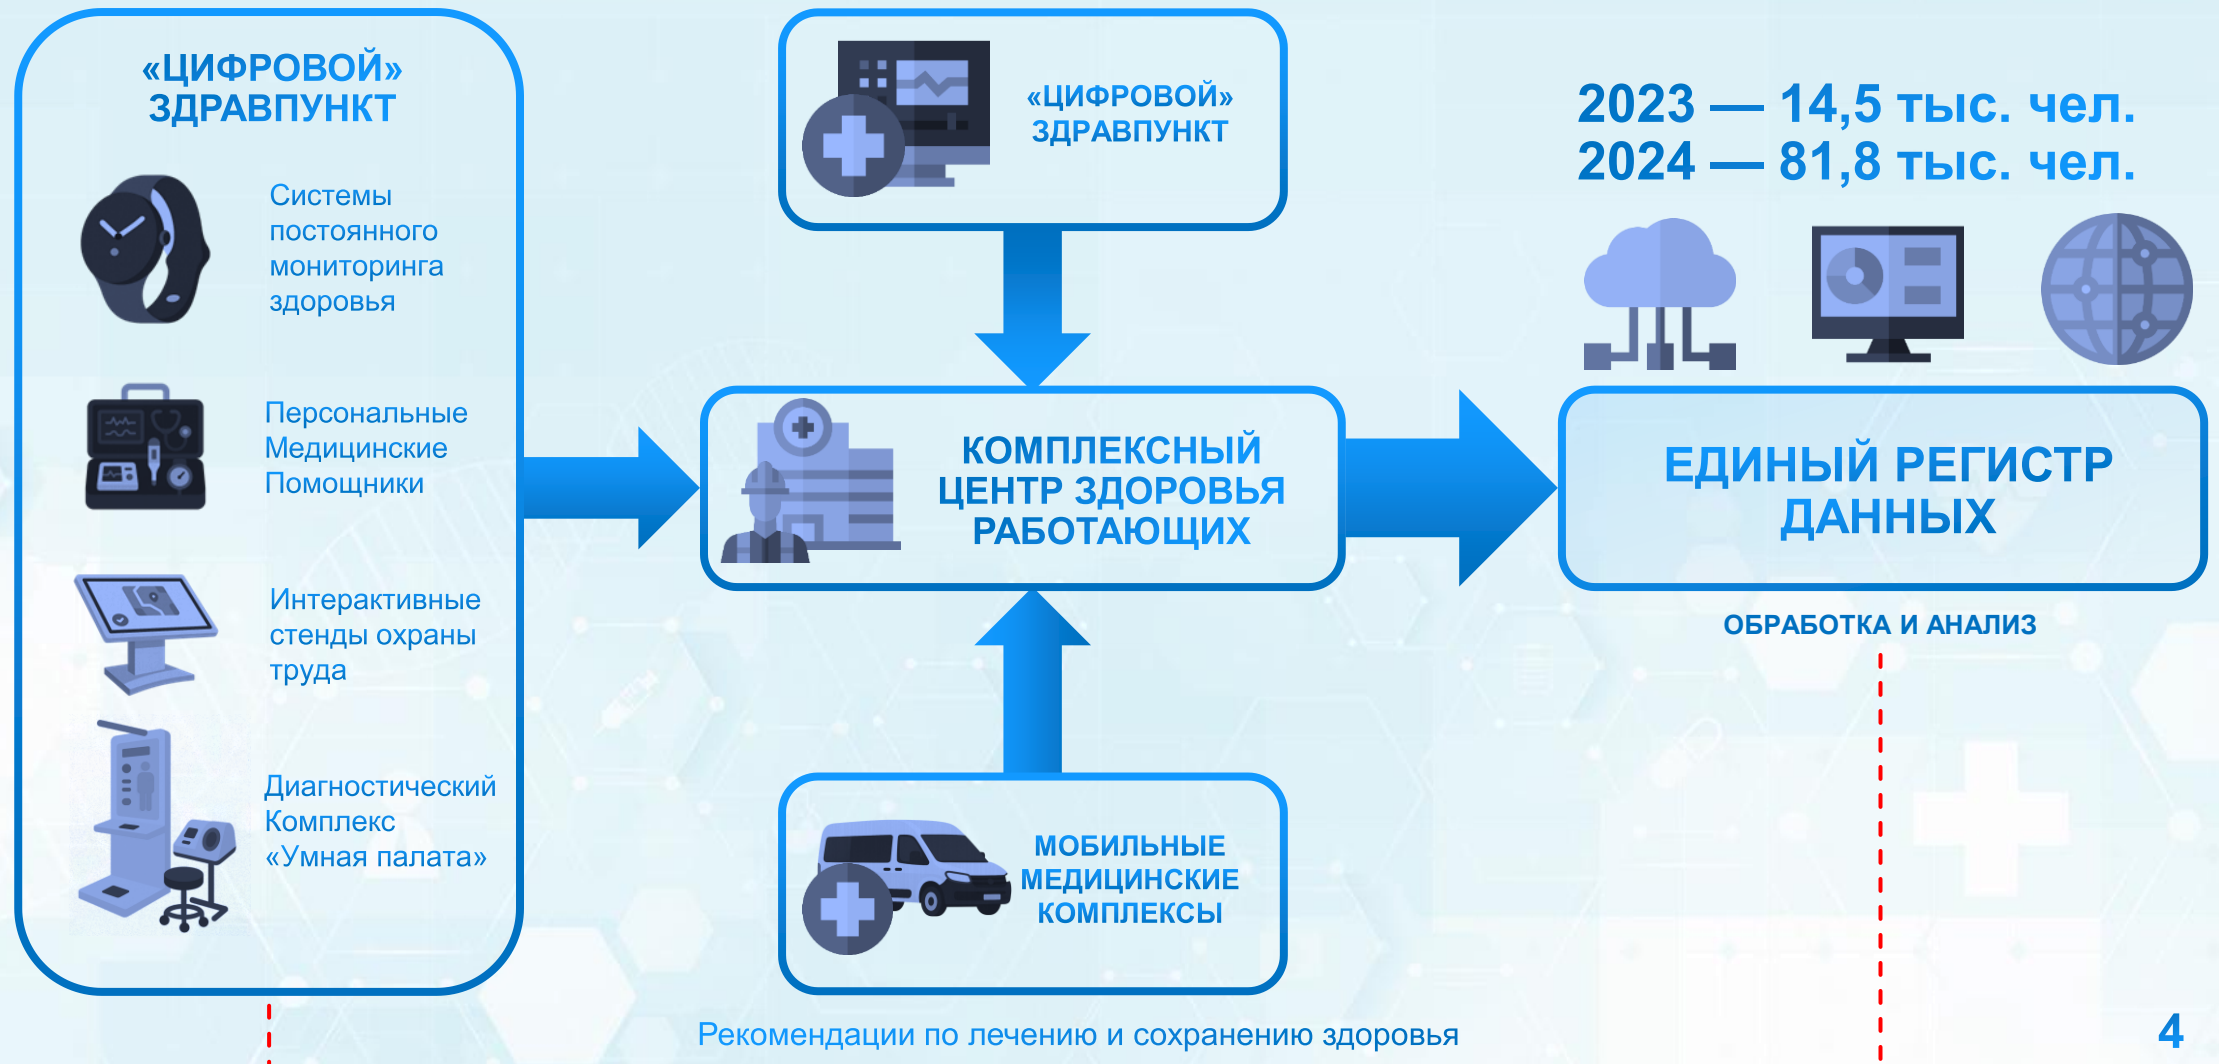 «ЦИФРОВОЙ»
ЗДРАВПУНКТ
Системы
постоянного
мониторинга
здоровья
Персональные
Медицинские
Помощники
Интерактивные
стенды охраны
труда
Диагностический
Комплекс
«Умная палата»
«ЦИФРОВОЙ»
ЗДРАВПУНКТ
КОМПЛЕКСНЫЙ
ЦЕНТР ЗДОРОВЬЯ
РАБОТАЮЩИХ
МОБИЛЬНЫЕ
МЕДИЦИНСКИЕ
КОМПЛЕКСЫ
2023 — 14,5 тыс. чел.
2024 — 81,8 тыс. чел.
ЕДИНЫЙ РЕГИСТР
ДАННЫХ
ОБРАБОТКА И АНАЛИЗ
Рекомендации по лечению и сохранению здоровья
4